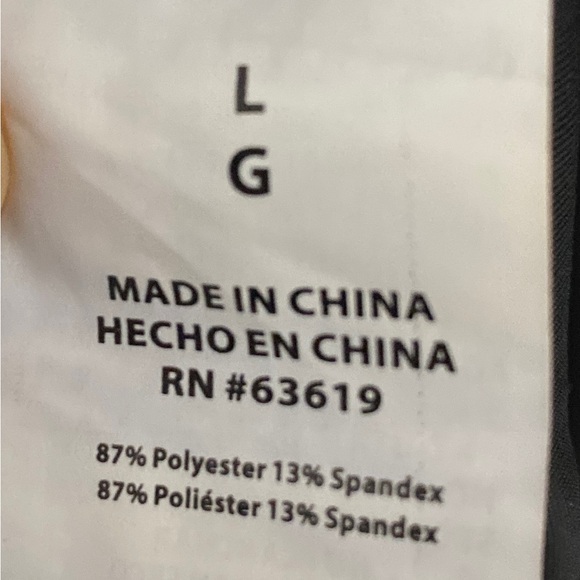 L
G
MADE IN CHINA
HECHO EN CHINA
RN #63619
87% Polyester 13% Spandex
87% Poliéster 13% Spandex